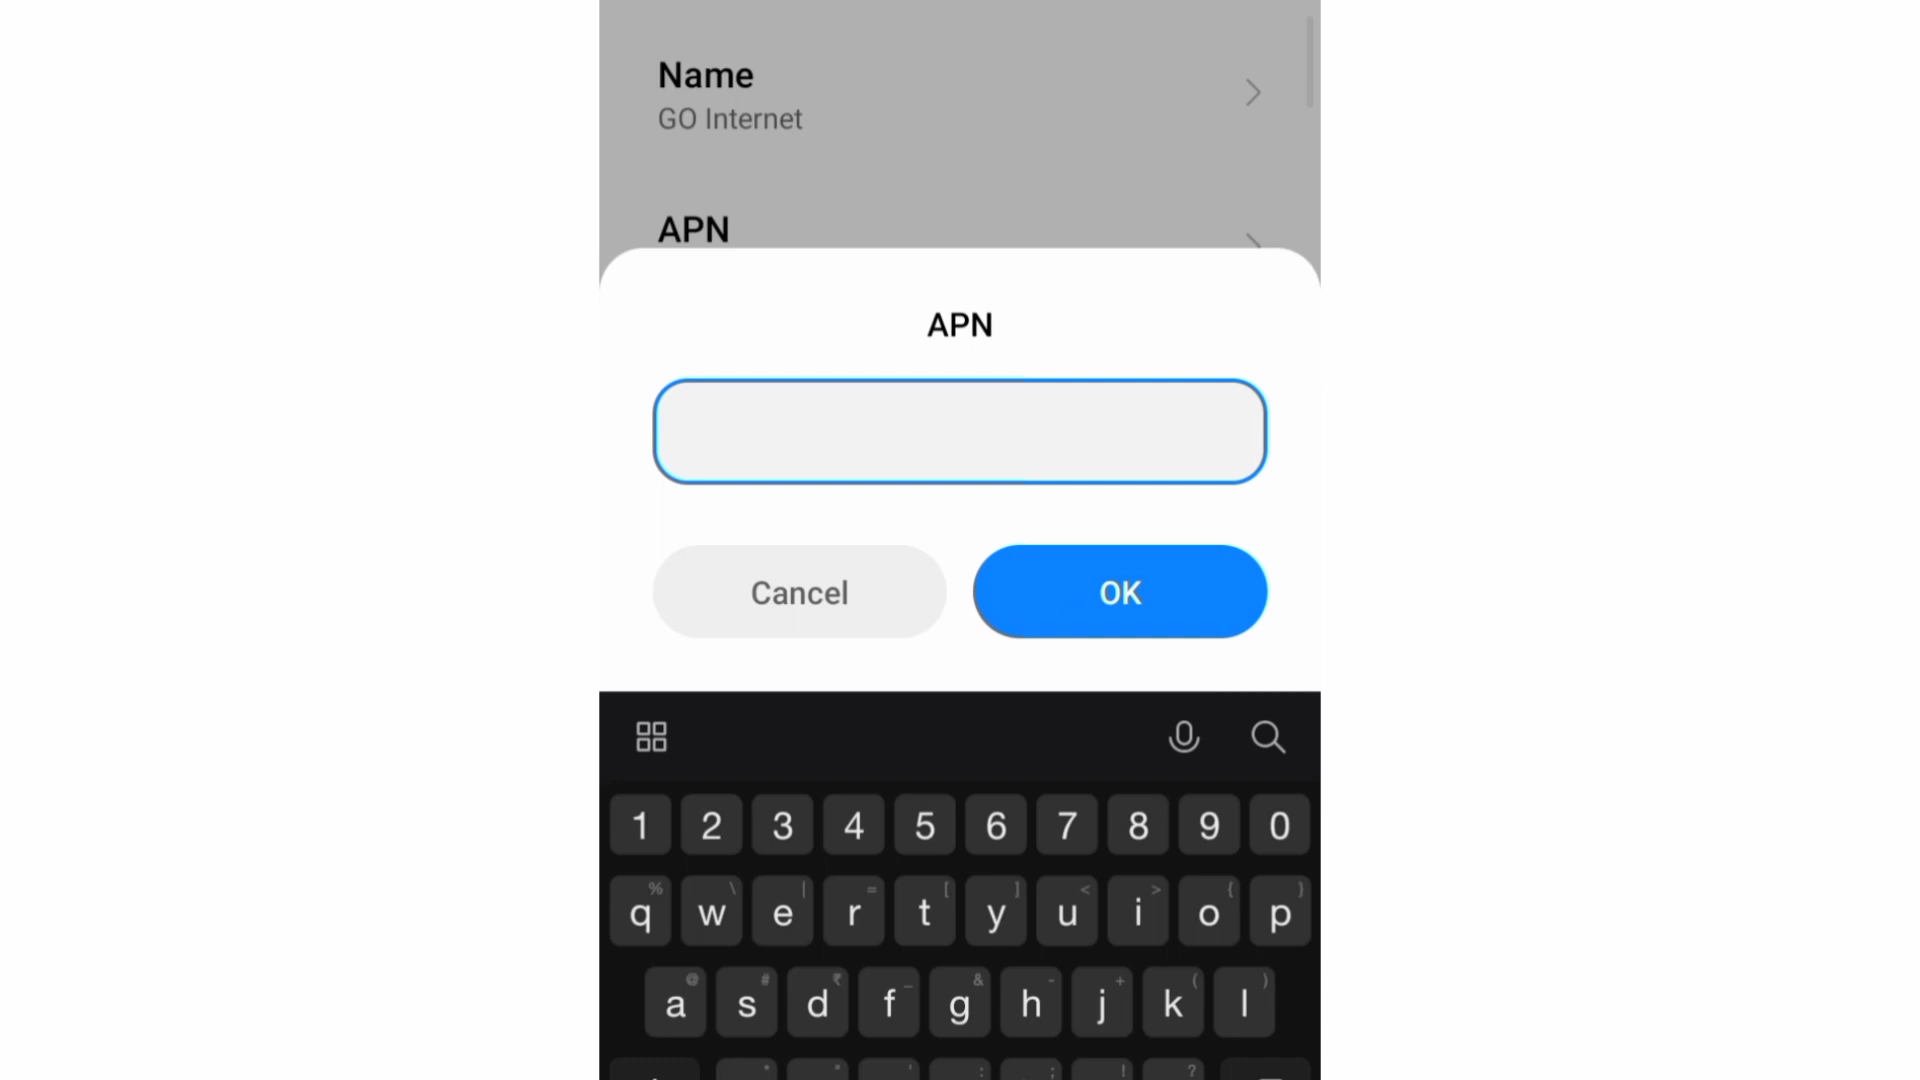 Name
GO Internet
APN
APN
Cancel OK
1 2 3 4 5 6 7 8 9 0
% \ | = [ ] < > { }
q w e r t y u i o p
@ # ₹ _ & - + ( )
a s d f g h j k l
* " ' : ; ! ?